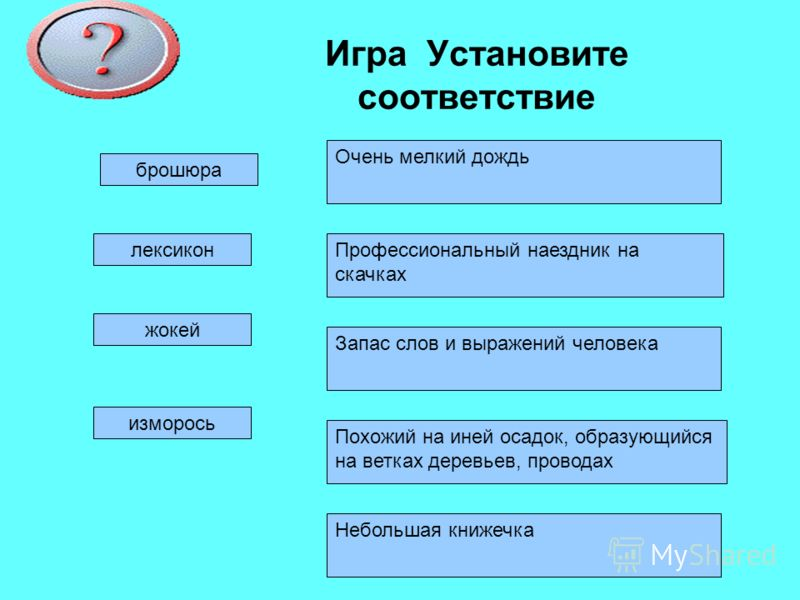 Игра Установите
соответствие
брошюра
Очень мелкий дождь
лексикон
Профессиональный наездник на
скачках
жокей
Запас слов и выражений человека
изморось
Похожий на иней осадок, образующийся
на ветках деревьев, проводах
Небольшая книжечка
MyShared